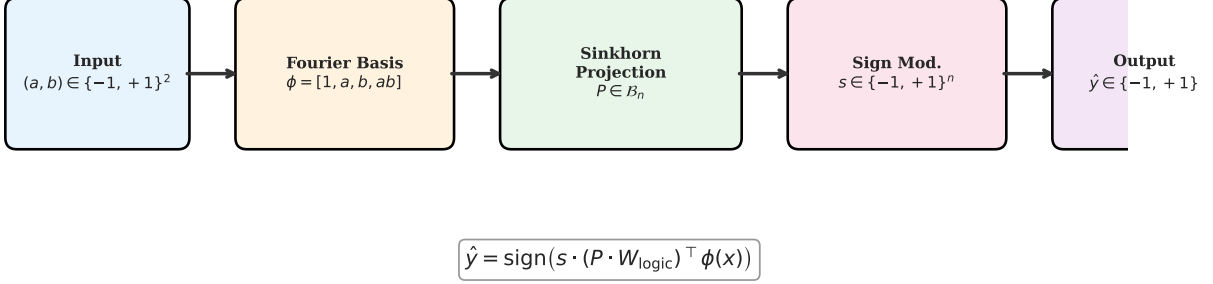 Input
(a, b) ∈ {−1, +1}²
Fourier Basis
ϕ = [1, a, b, ab]
Sinkhorn
Projection
P ∈ ℬₙ
Sign Mod.
s ∈ {−1, +1}ⁿ
Output
ŷ ∈ {−1, +1}
ŷ = sign(s · (P · W_logic)^⊤ ϕ(x))